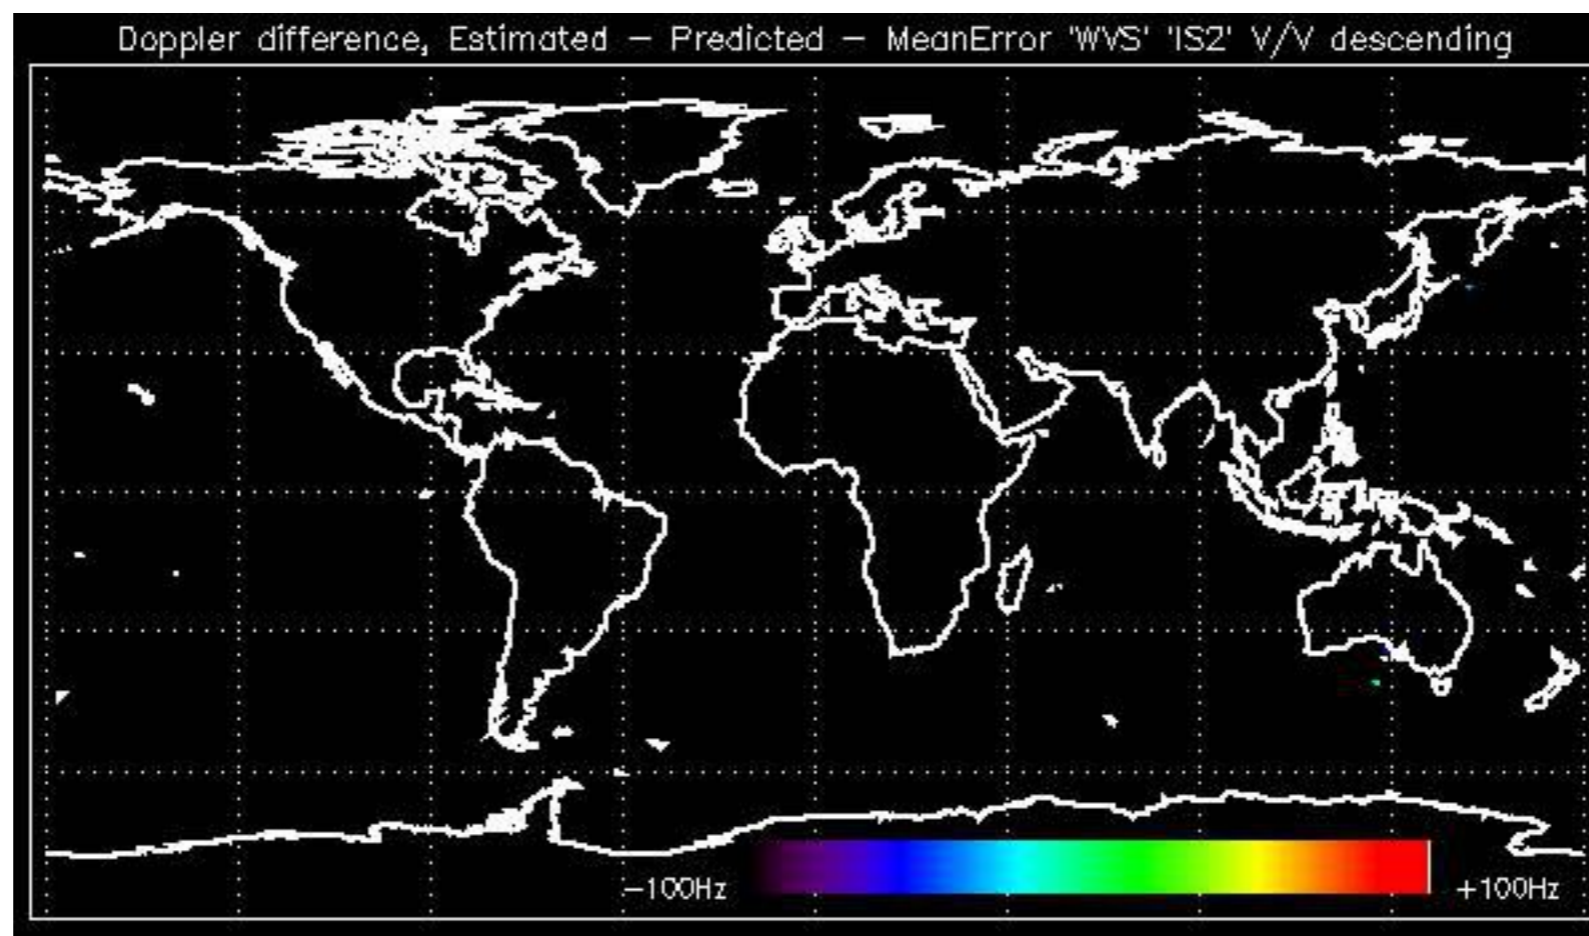 Doppler difference, Estimated – Predicted – MeanError 'WVS' 'IS2' V/V descending
–100Hz +100Hz